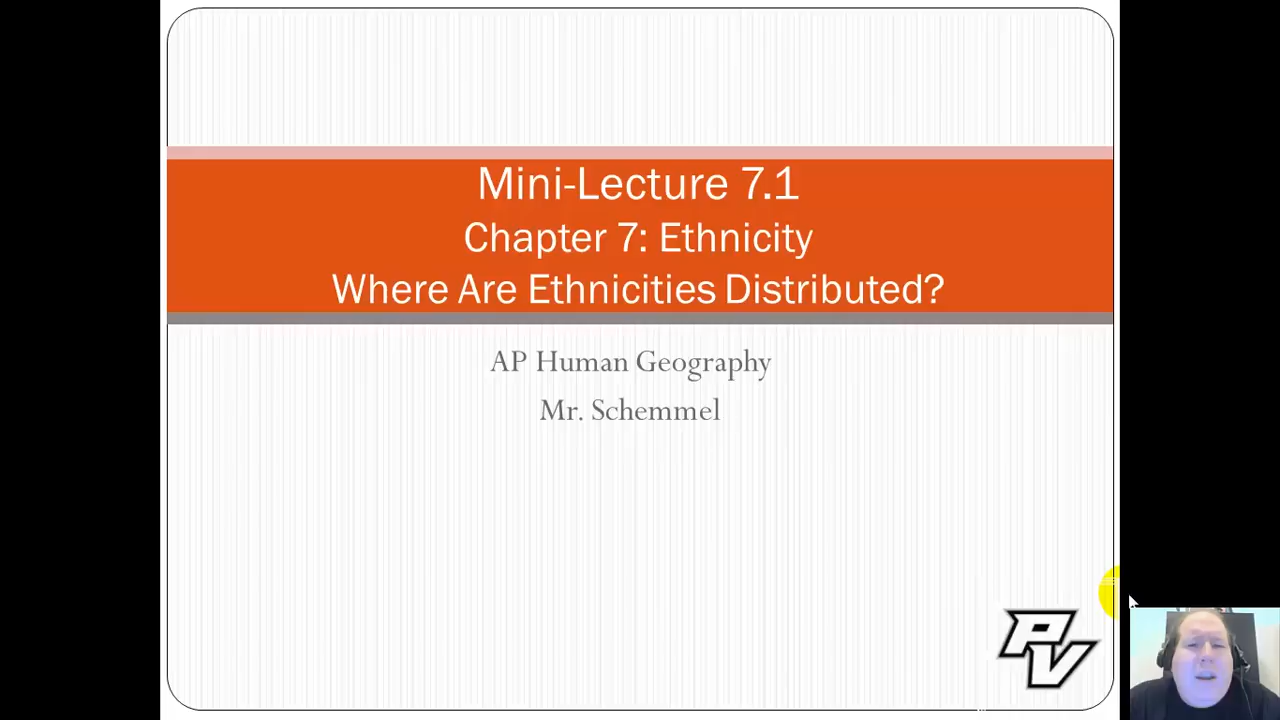 Mini-Lecture 7.1
Chapter 7: Ethnicity
Where Are Ethnicities Distributed?
AP Human Geography
Mr. Schemmel
PV